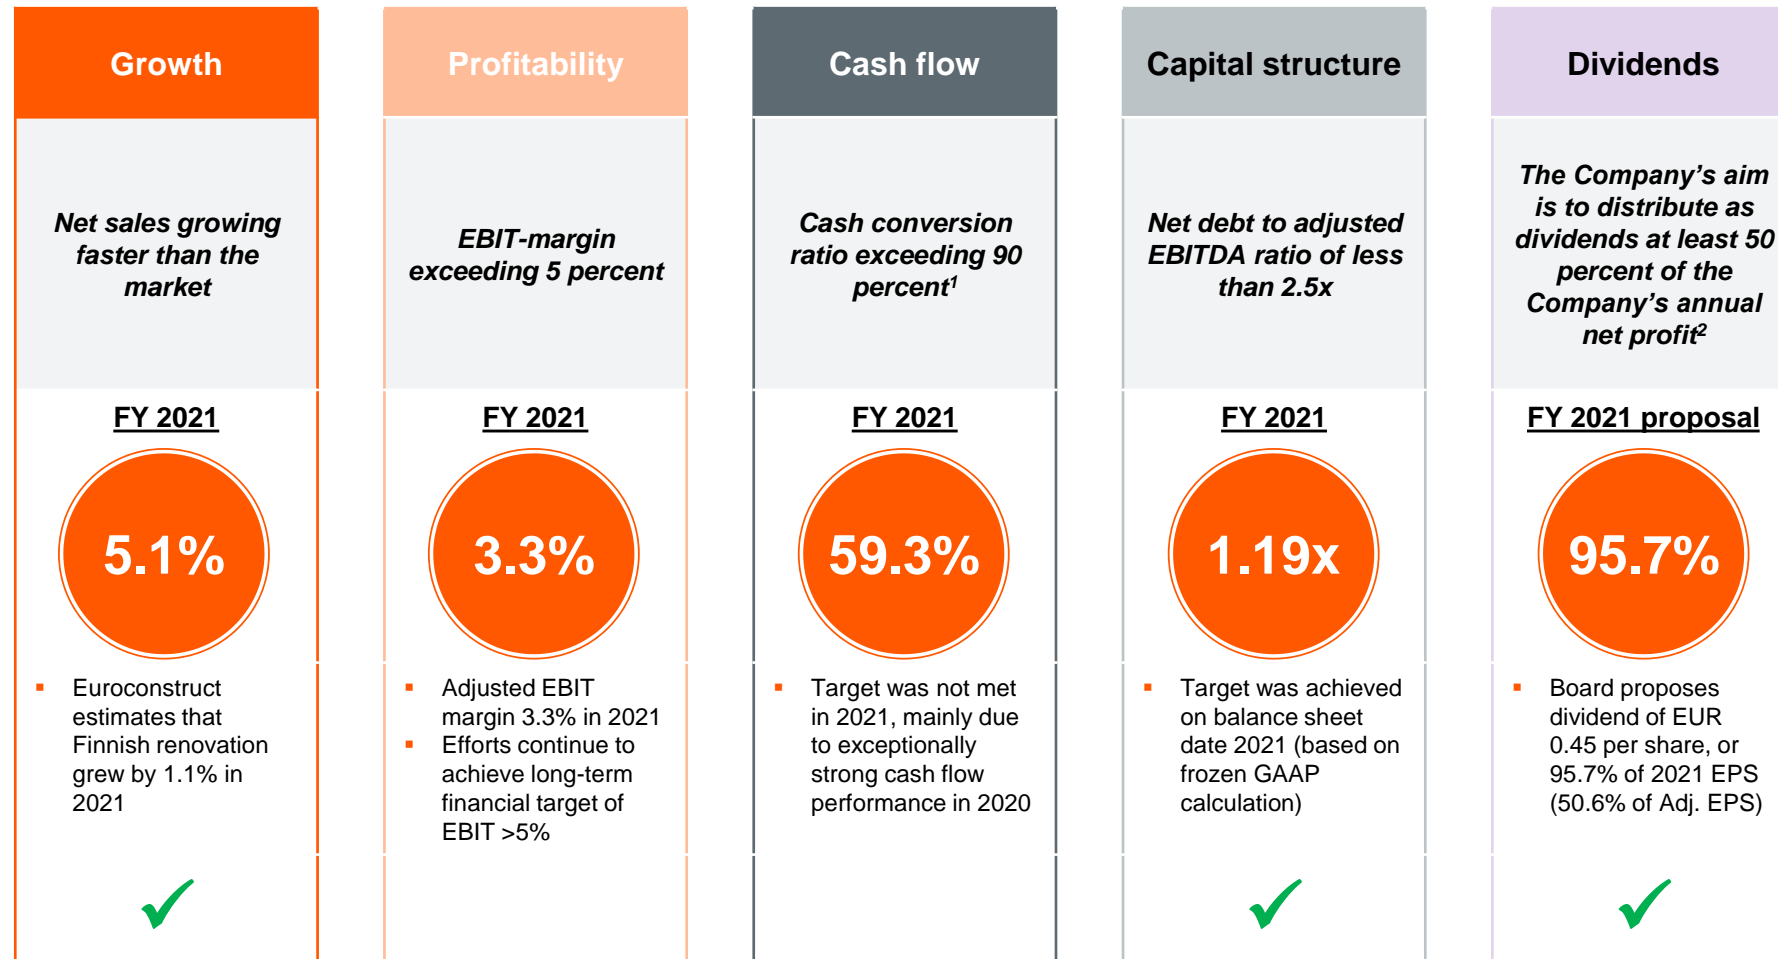 Growth
Net sales growing
faster than the
market
FY 2021
5.1%
▪ Euroconstruct
estimates that
Finnish renovation
grew by 1.1% in
2021
Profitability
EBIT-margin
exceeding 5 percent
FY 2021
3.3%
▪ Adjusted EBIT
margin 3.3% in 2021
▪ Efforts continue to
achieve long-term
financial target of
EBIT >5%
Cash flow
Cash conversion
ratio exceeding 90
percent¹
FY 2021
59.3%
▪ Target was not met
in 2021, mainly due
to exceptionally
strong cash flow
performance in 2020
Capital structure
Net debt to adjusted
EBITDA ratio of less
than 2.5x
FY 2021
1.19x
▪ Target was achieved
on balance sheet
date 2021 (based on
frozen GAAP
calculation)
Dividends
The Company’s aim
is to distribute as
dividends at least 50
percent of the
Company’s annual
net profit²
FY 2021 proposal
95.7%
▪ Board proposes
dividend of EUR
0.45 per share, or
95.7% of 2021 EPS
(50.6% of Adj. EPS)